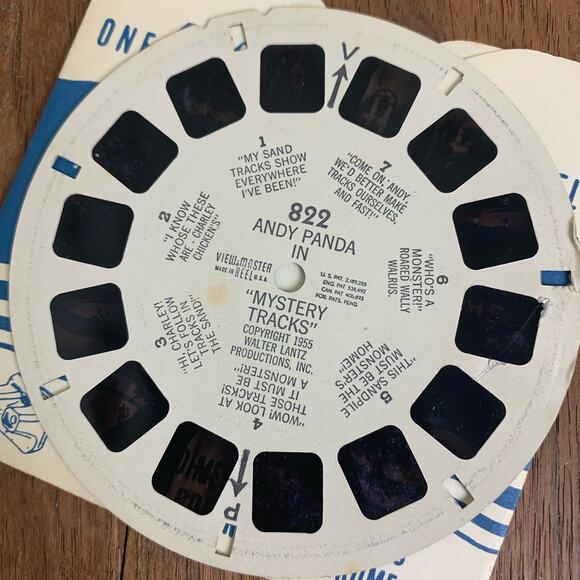 ONE
V
822
ANDY PANDA
IN
VIEW-MASTER
MADE IN REEL U.S.A.
U.S. PAT. 2,189,285
ENG. PAT. 538,492
CAN. PAT. 406,693
FOR. PATS. PEND.
"MYSTERY
TRACKS"
COPYRIGHT 1955
WALTER LANTZ
PRODUCTIONS, INC.
1
"MY SAND
TRACKS SHOW
EVERYWHERE
I'VE BEEN!"
2
"I KNOW
WHOSE THESE
ARE - CHARLEY
CHICKEN'S"
3
"HI, CHARLEY!
LET'S FOLLOW
TRACKS IN
THE SAND"
4
"WOW! LOOK AT
THOSE TRACKS!
IT MUST BE
A MONSTER!"
5
"THIS SANDPILE
MUST BE THE
MONSTER'S
HOME"
6
"WHO'S A
MONSTER!"
ROARED WALLY
WALRUS.
7
"COME ON, ANDY,
WE'D BETTER MAKE
TRACKS OURSELVES,
AND FAST!"
P